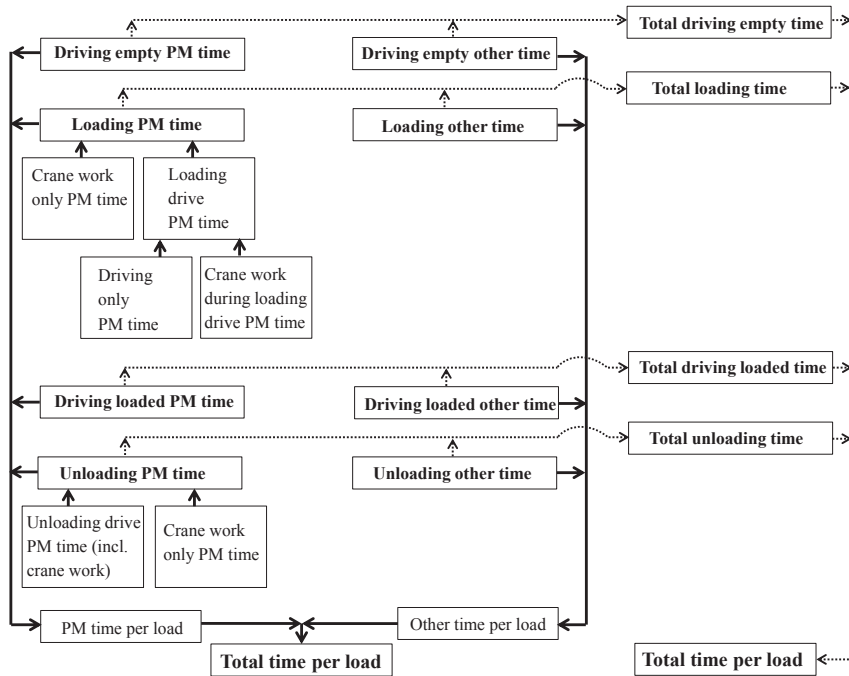 Total driving empty time
Driving empty PM time
Driving empty other time
Total loading time
Loading PM time
Loading other time
Crane work
only PM time
Loading
drive
PM time
Driving
only
PM time
Crane work
during loading
drive PM time
Total driving loaded time
Driving loaded PM time
Driving loaded other time
Total unloading time
Unloading PM time
Unloading other time
Unloading drive
PM time (incl.
crane work)
Crane work
only PM time
PM time per load
Other time per load
Total time per load
Total time per load